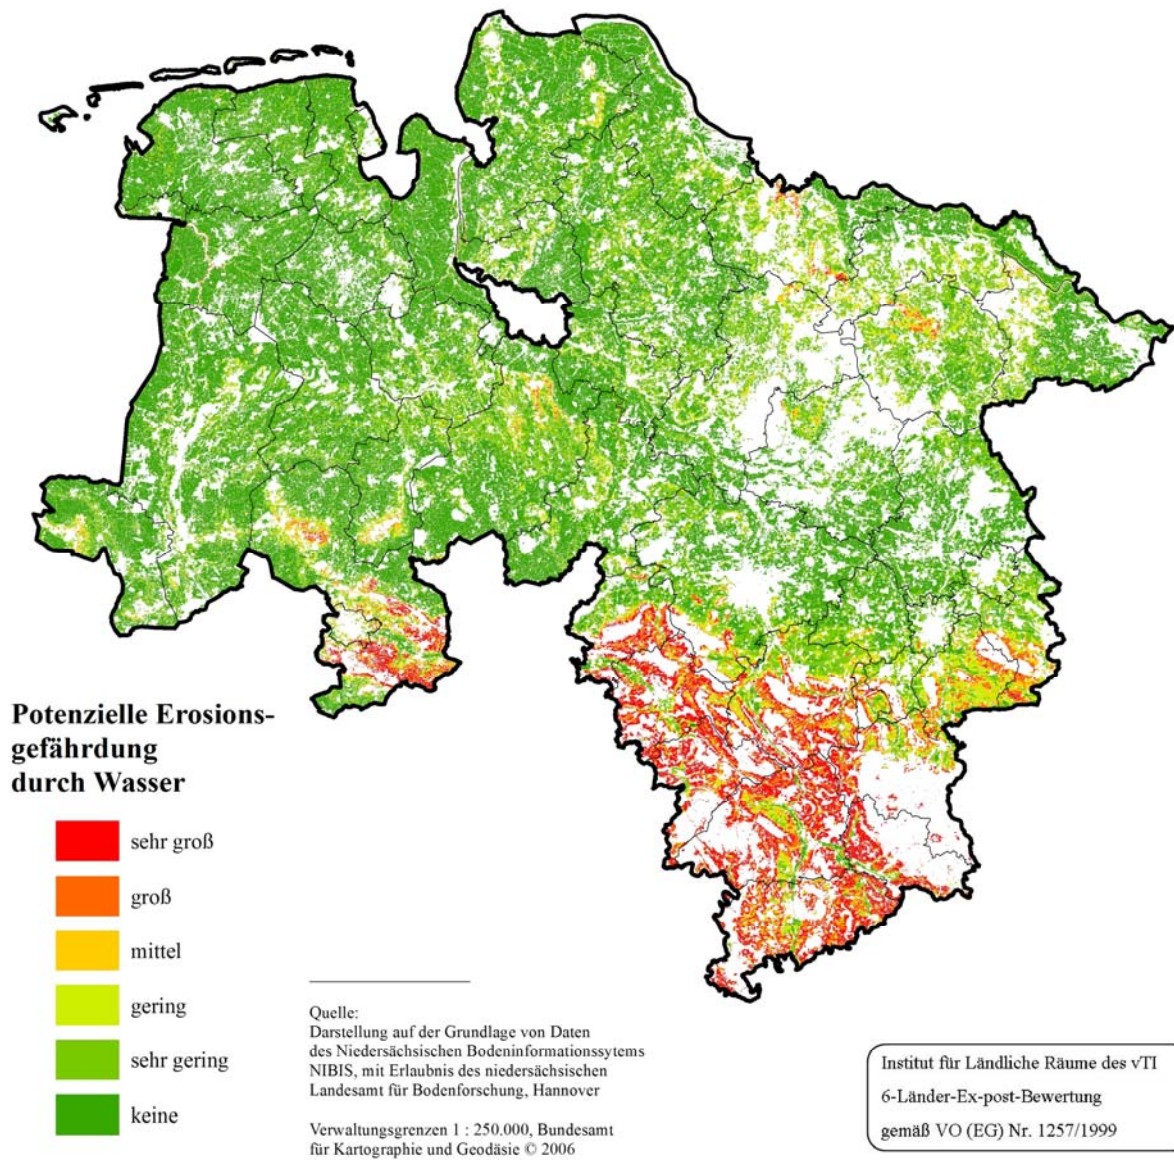 Potenzielle Erosions-
gefährdung
durch Wasser
sehr groß
groß
mittel
gering
sehr gering
keine
Quelle:
Darstellung auf der Grundlage von Daten
des Niedersächsischen Bodeninformationssytems
NIBIS, mit Erlaubnis des niedersächsischen
Landesamt für Bodenforschung, Hannover
Verwaltungsgrenzen 1 : 250.000, Bundesamt
für Kartographie und Geodäsie © 2006
Institut für Ländliche Räume des vTI
6-Länder-Ex-post-Bewertung
gemäß VO (EG) Nr. 1257/1999